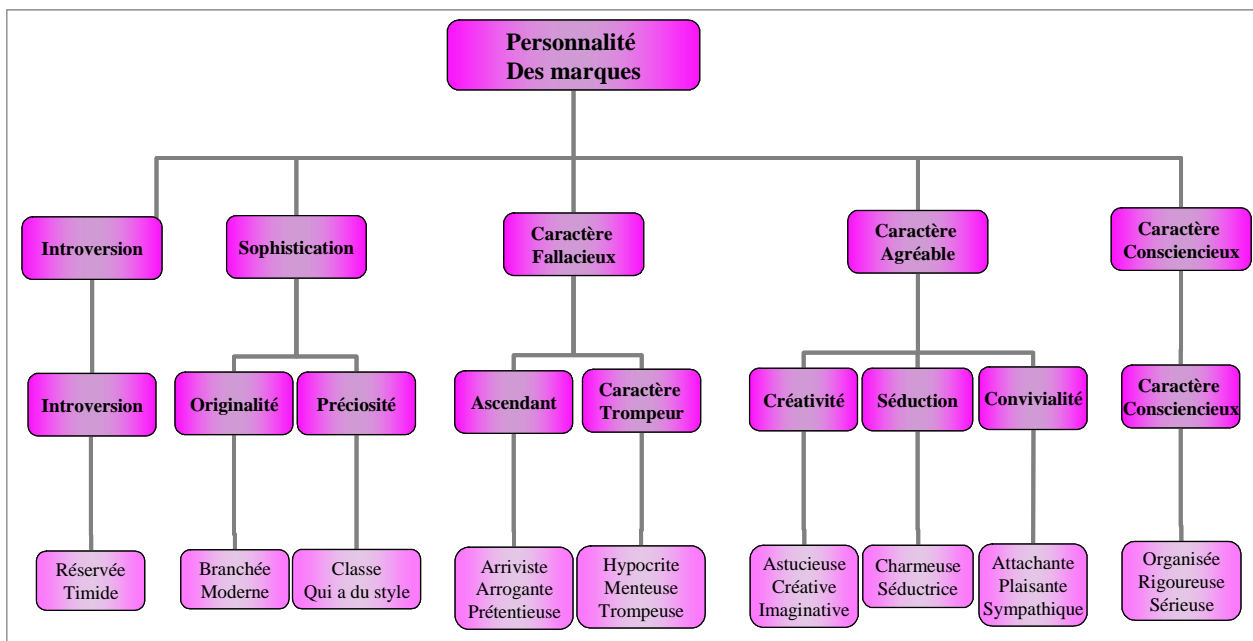 Personnalité
Des marques
Introversion
Sophistication
Caractère
Fallacieux
Caractère
Agréable
Caractère
Consciencieux
Introversion
Originalité
Préciosité
Ascendant
Caractère
Trompeur
Créativité
Séduction
Convivialité
Caractère
Consciencieux
Réservée
Timide
Branchée
Moderne
Classe
Qui a du style
Arriviste
Arrogante
Prétentieuse
Hypocrite
Menteuse
Trompeuse
Astucieuse
Créative
Imaginative
Charmeuse
Séductrice
Attachante
Plaisante
Sympathique
Organisée
Rigoureuse
Sérieuse